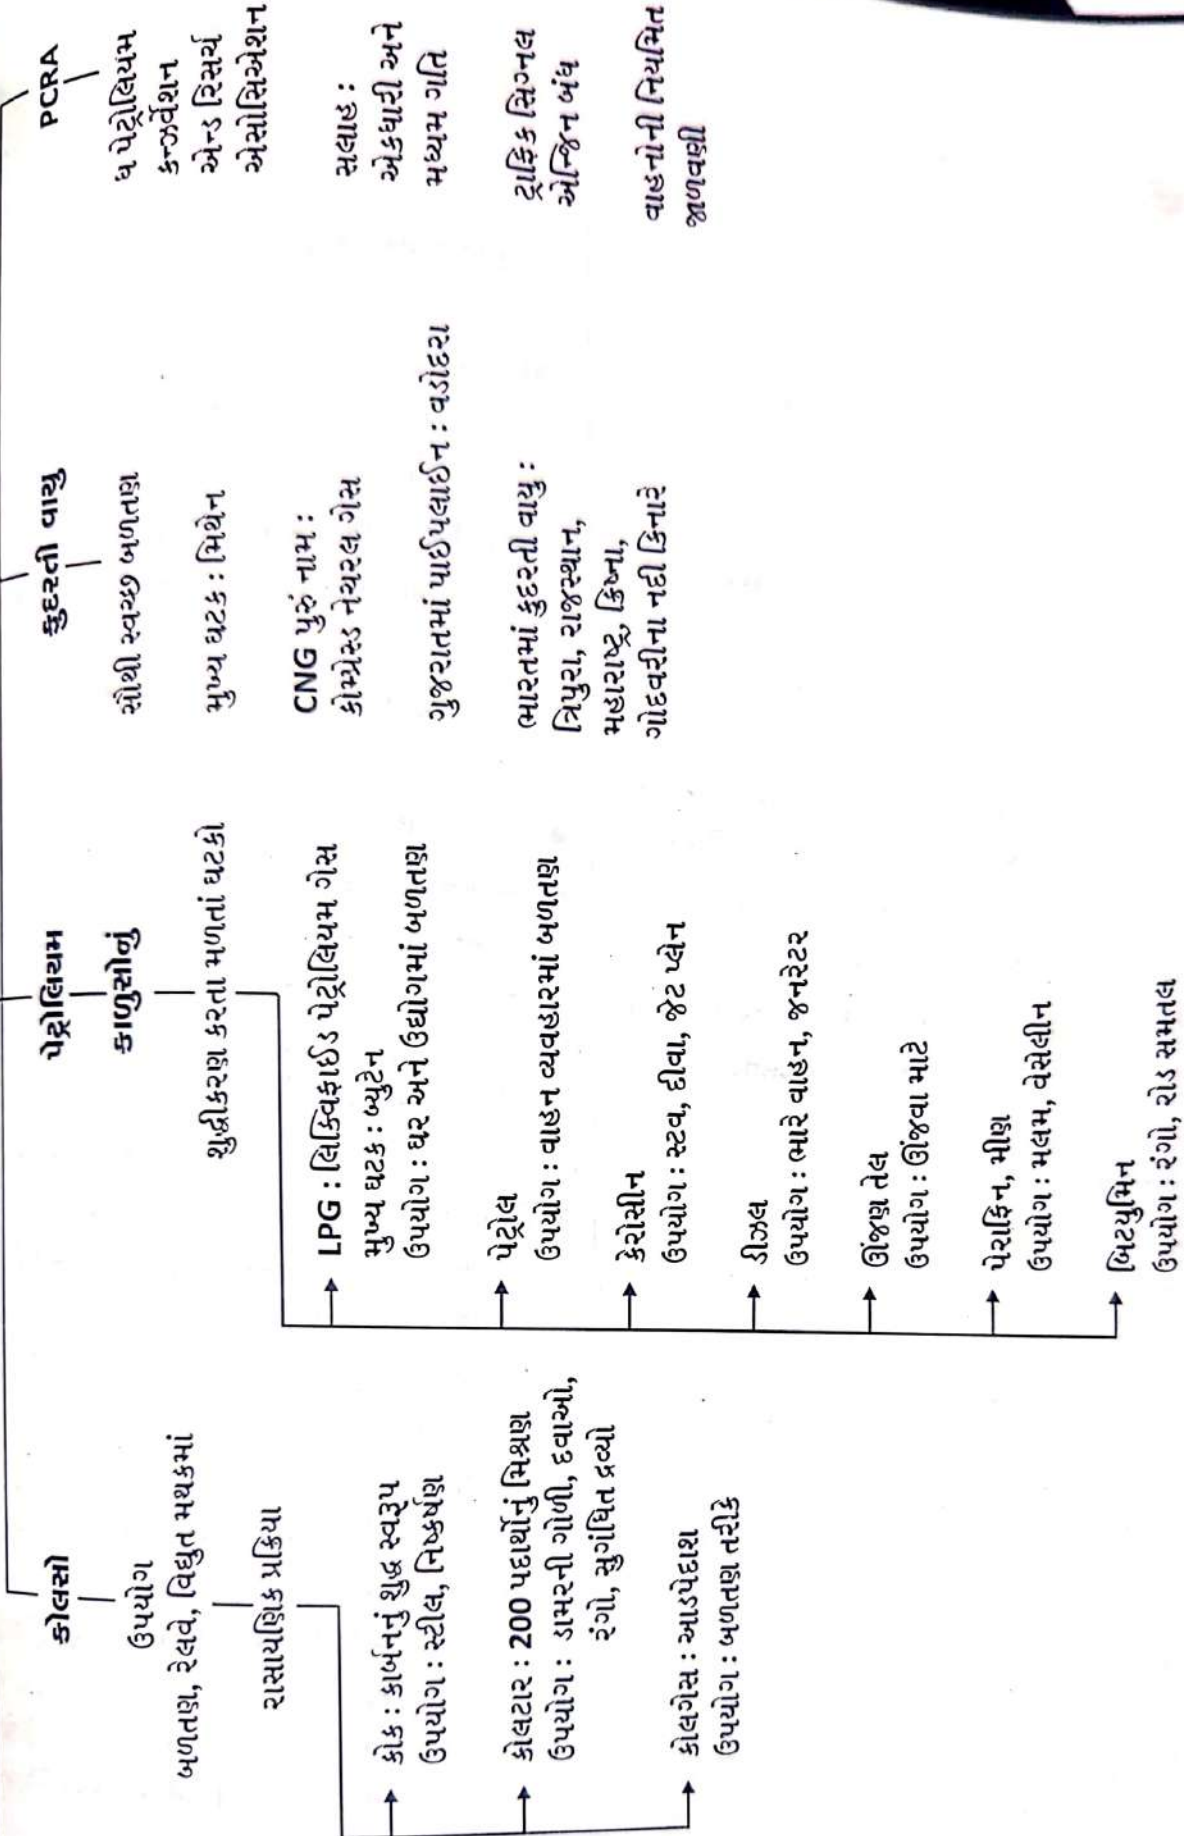 કોલસો
ઉપયોગ
બળતણ, રેલવે, વિદ્યુત મથકમાં
રાસાયણિક પ્રક્રિયા
કોક : કાર્બનનું શુદ્ધ સ્વરૂપ
ઉપયોગ : સ્ટીલ, નિષ્કર્ષણ
કોલટાર : 200 પદાર્થોનું મિશ્રણ
ઉપયોગ : ડામરની ગોળી, દવાઓ,
રંગો, સુગંધિત દ્રવ્યો
કોલગેસ : આડપેદાશ
ઉપયોગ : બળતણ તરીકે
પેટ્રોલિયમ
કાળુસોનું
શુદ્ધીકરણ કરતા મળતાં ઘટકો
LPG : લિક્વિફાઈડ પેટ્રોલિયમ ગેસ
મુખ્ય ઘટક : બ્યુટેન
ઉપયોગ : ઘર અને ઉદ્યોગમાં બળતણ
પેટ્રોલ
ઉપયોગ : વાહન વ્યવહારમાં બળતણ
કેરોસીન
ઉપયોગ : સ્ટવ, દીવા, જેટ પ્લેન
ડીઝલ
ઉપયોગ : ભારે વાહન, જનરેટર
ઊંજણ તેલ
ઉપયોગ : ઊંજવા માટે
પેરાફિન, મીણ
ઉપયોગ : મલમ, વેસેલીન
બિટ્યુમિન
ઉપયોગ : રંગો, રોડ સમતલ
કુદરતી વાયુ
સૌથી સ્વચ્છ બળતણ
મુખ્ય ઘટક : મિથેન
CNG પુરું નામ :
કોમ્પ્રેસ્ડ નેચરલ ગેસ
ગુજરાતમાં પાઈપલાઈન : વડોદરા
ભારતમાં કુદરતી વાયુ :
ત્રિપુરા, રાજસ્થાન,
મહારાષ્ટ્ર, ક્રિષ્ના,
ગોદાવરીના નદી કિનારે
PCRA
ધ પેટ્રોલિયમ
કન્ઝર્વેશન
એન્ડ રિસર્ચ
એસોસિએશન
સલાહ :
એકધારી અને
મધ્યમ ગતિ
ટ્રાફિક સિગ્નલ
એન્જિન બંધ
વાહનોની નિયમિત
જાળવણી